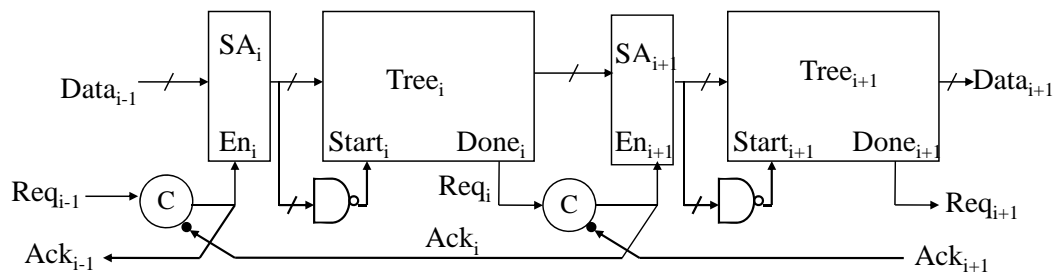 SAᵢ
SAᵢ₊₁
Treeᵢ
Treeᵢ₊₁
Dataᵢ₋₁
Dataᵢ₊₁
Enᵢ
Startᵢ
Doneᵢ
Enᵢ₊₁
Startᵢ₊₁
Doneᵢ₊₁
Reqᵢ₋₁
C
Reqᵢ
C
Reqᵢ₊₁
Ackᵢ₋₁
Ackᵢ
Ackᵢ₊₁